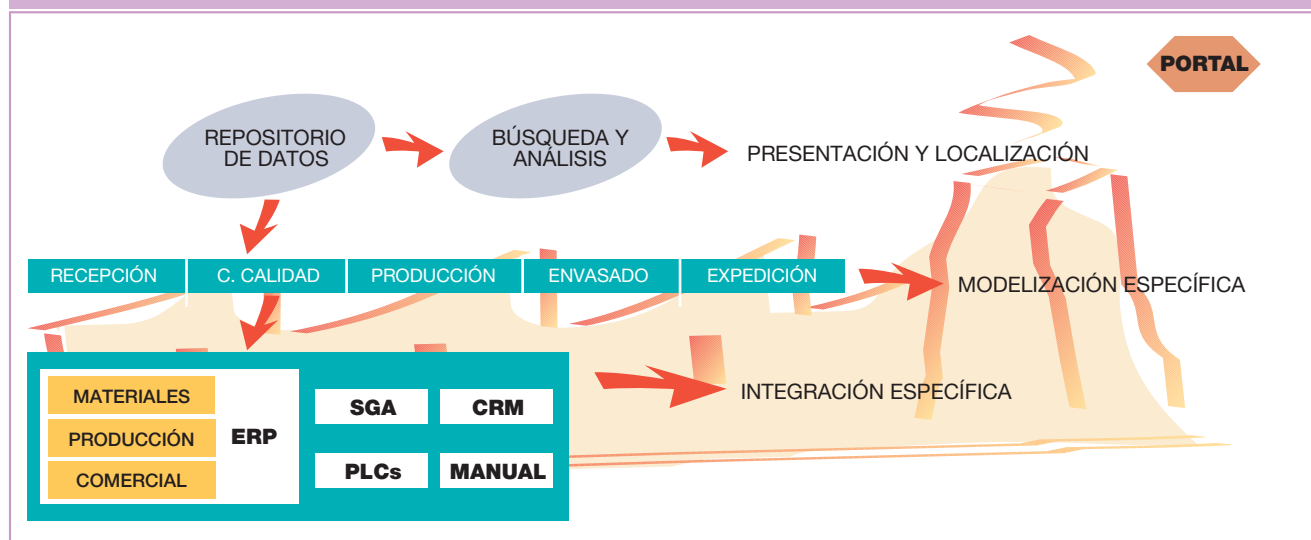 PORTAL
REPOSITORIO
DE DATOS
BÚSQUEDA Y
ANÁLISIS
PRESENTACIÓN Y LOCALIZACIÓN
RECEPCIÓN
C. CALIDAD
PRODUCCIÓN
ENVASADO
EXPEDICIÓN
MODELIZACIÓN ESPECÍFICA
MATERIALES
PRODUCCIÓN
COMERCIAL
ERP
SGA
CRM
PLCs
MANUAL
INTEGRACIÓN ESPECÍFICA